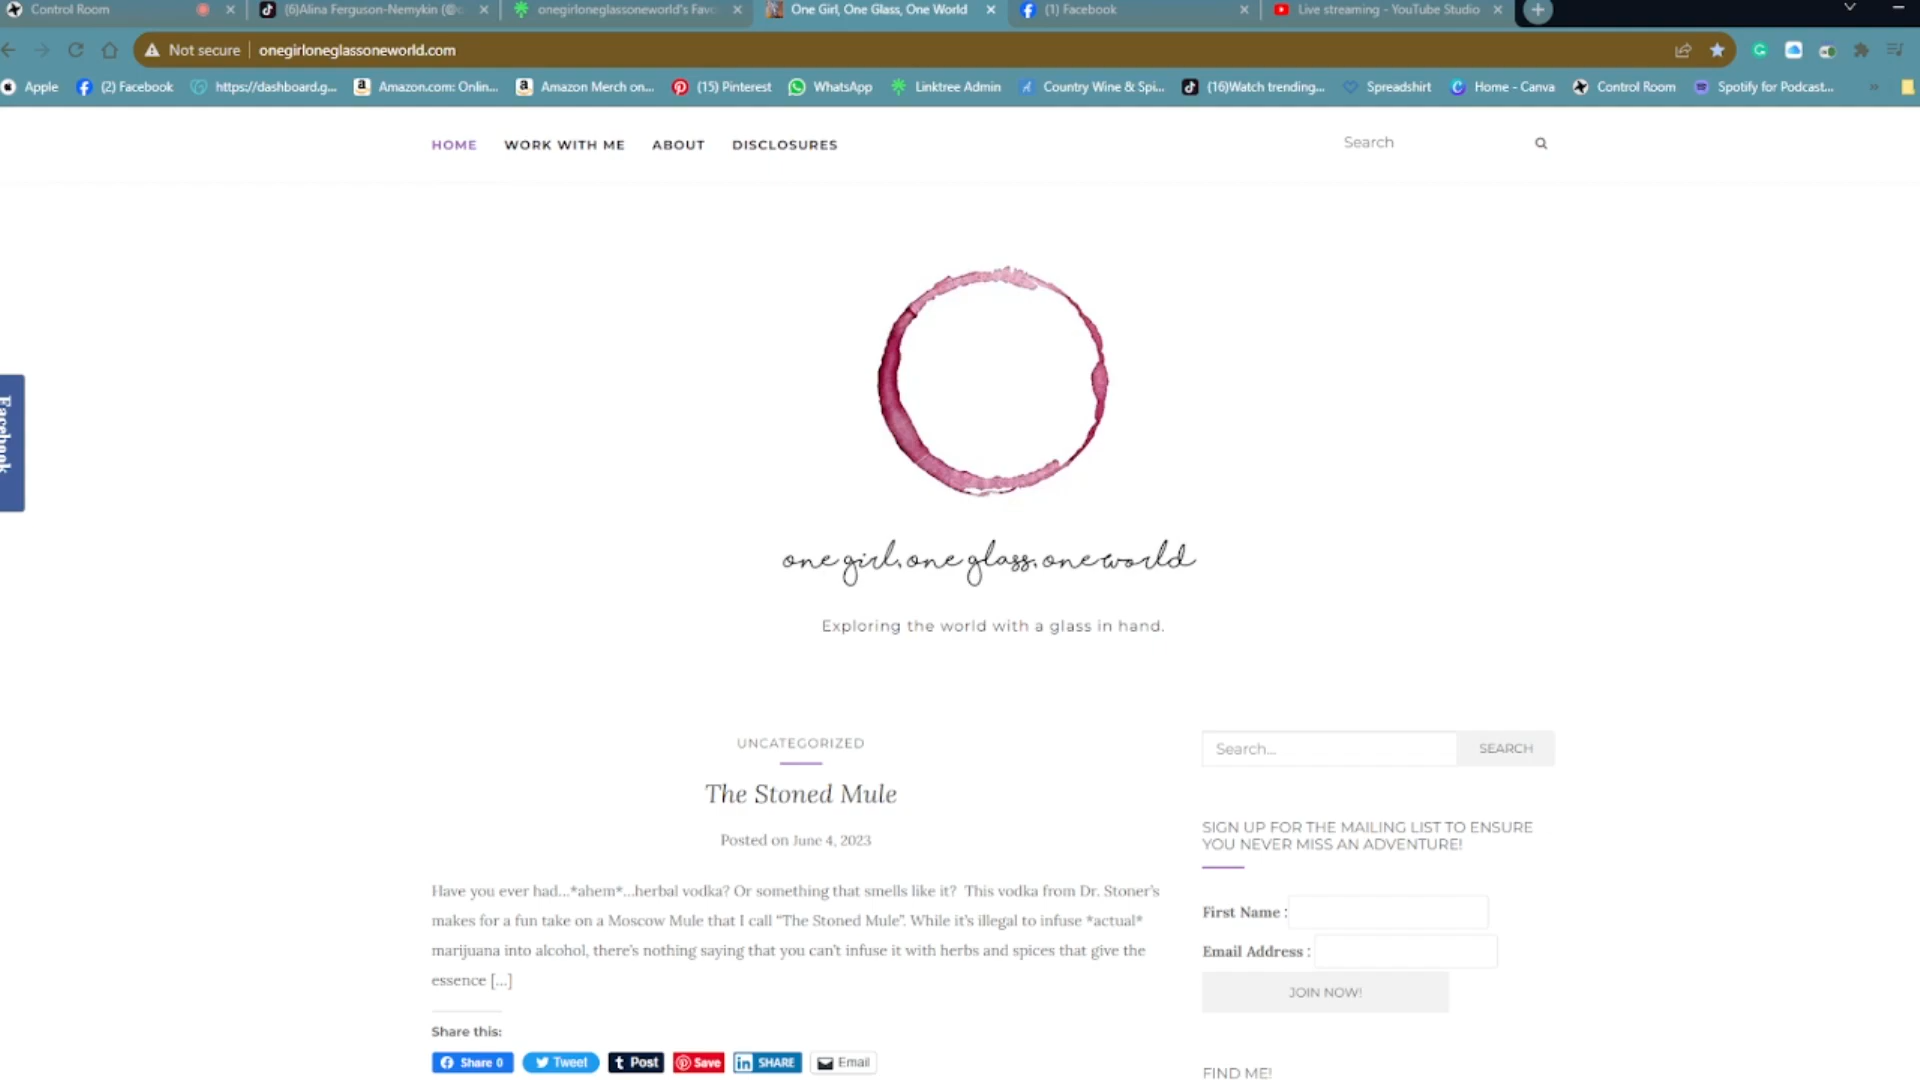 Control Room
(6)Alina Ferguson-Nemykin (@
onegirloneglassoneworld's Favo
One Girl, One Glass, One World
(1) Facebook
Live streaming - YouTube Studio
Not secure
onegirloneglassoneworld.com
Apple
(2) Facebook
https://dashboard.g...
Amazon.com: Onlin...
Amazon Merch on...
(15) Pinterest
WhatsApp
Linktree Admin
Country Wine & Spi...
(16)Watch trending...
Spreadshirt
Home - Canva
Control Room
Spotify for Podcast...
HOME
WORK WITH ME
ABOUT
DISCLOSURES
Search
Facebook
one girl, one glass, one world
Exploring the world with a glass in hand.
UNCATEGORIZED
The Stoned Mule
Posted on June 4, 2023
Have you ever had...*ahem*...herbal vodka? Or something that smells like it?  This vodka from Dr. Stoner's
makes for a fun take on a Moscow Mule that I call “The Stoned Mule”. While it's illegal to infuse *actual*
marijuana into alcohol, there's nothing saying that you can't infuse it with herbs and spices that give the
essence [...]
Share this:
Share 0
Tweet
t Post
Save
in SHARE
Email
Search...
SEARCH
SIGN UP FOR THE MAILING LIST TO ENSURE
YOU NEVER MISS AN ADVENTURE!
First Name :
Email Address :
JOIN NOW!
FIND ME!